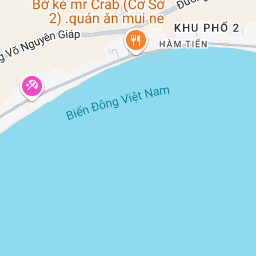 Bờ kè mr Crab (Cơ Sở
2) .quán ăn mui ne
KHU PHỐ 2
HÀM TIẾN
Võ Nguyên Giáp
Biển Đông Việt Nam